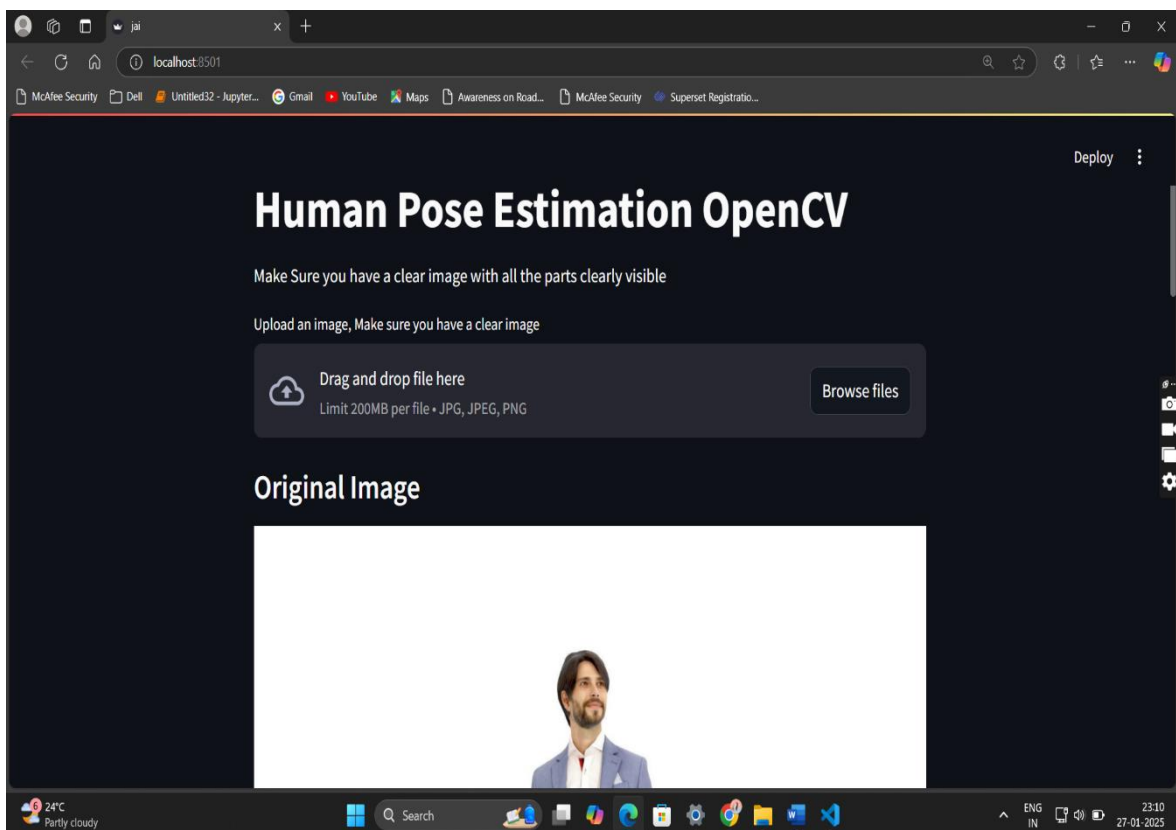 jai
localhost:8501
McAfee Security Dell Untitled32 - Jupyter... Gmail YouTube Maps Awareness on Road... McAfee Security Superset Registratio...
Deploy
Human Pose Estimation OpenCV
Make Sure you have a clear image with all the parts clearly visible
Upload an image, Make sure you have a clear image
Drag and drop file here
Limit 200MB per file • JPG, JPEG, PNG
Browse files
Original Image
6
24°C
Partly cloudy
Search
ENG
IN
23:10
27-01-2025